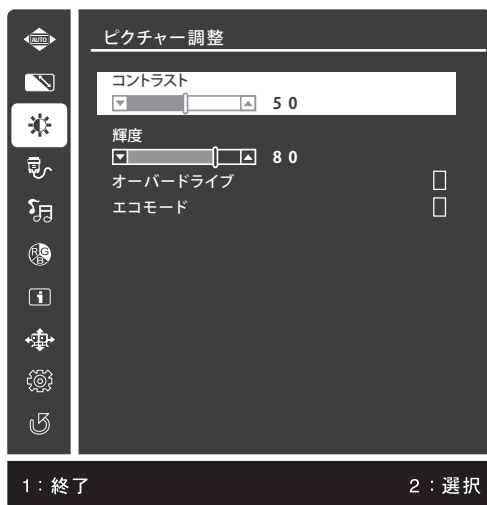 AUTO
ピクチャー調整
コントラスト
50
輝度
80
オーバードライブ
エコモード
R G B
i
1：終了
2：選択